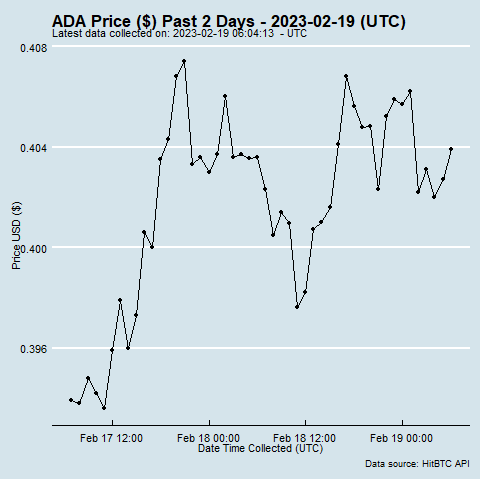 ADA Price ($) Past 2 Days - 2023-02-19 (UTC)
Latest data collected on: 2023-02-19 06:04:13  - UTC
0.408
0.404
0.400
0.396
Price USD ($)
Feb 17 12:00
Feb 18 00:00
Feb 18 12:00
Feb 19 00:00
Date Time Collected (UTC)
Data source: HitBTC API